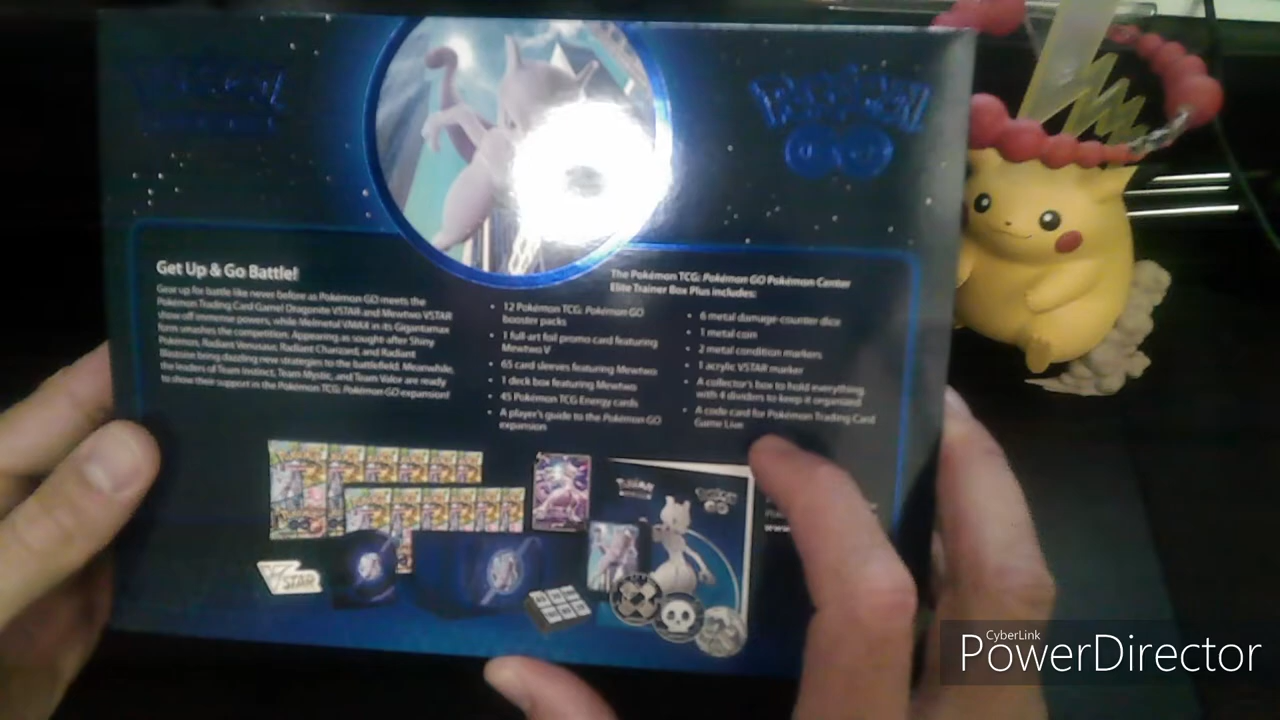 Pokémon
Pokémon
GO
Get Up & Go Battle!
Gear up for battle like never before as Pokémon GO meets the
Pokémon Trading Card Game! Dragonite VSTAR and Mewtwo VSTAR
show off immense powers, while Melmetal VMAX in its Gigantamax
form smashes the competition. Appearing as sought after Shiny
Pokémon, Radiant Venusaur, Radiant Charizard, and Radiant
Blastoise bring dazzling new strategies to the battlefield. Meanwhile,
the leaders of Team Instinct, Team Mystic, and Team Valor are ready
to show their support in the Pokémon TCG: Pokémon GO expansion!
The Pokémon TCG: Pokémon GO Pokémon Center
Elite Trainer Box Plus includes:
• 12 Pokémon TCG: Pokémon GO
booster packs
• 1 full-art foil promo card featuring
Mewtwo V
• 65 card sleeves featuring Mewtwo
• 1 deck box featuring Mewtwo
• 45 Pokémon TCG Energy cards
• A player's guide to the Pokémon GO
expansion
• 6 metal damage-counter dice
• 1 metal coin
• 2 metal condition markers
• 1 acrylic VSTAR marker
• A collector's box to hold everything,
with 4 dividers to keep it organized
• A code card for Pokémon Trading Card
Game Live
Pokémon
VSTAR
CyberLink
PowerDirector